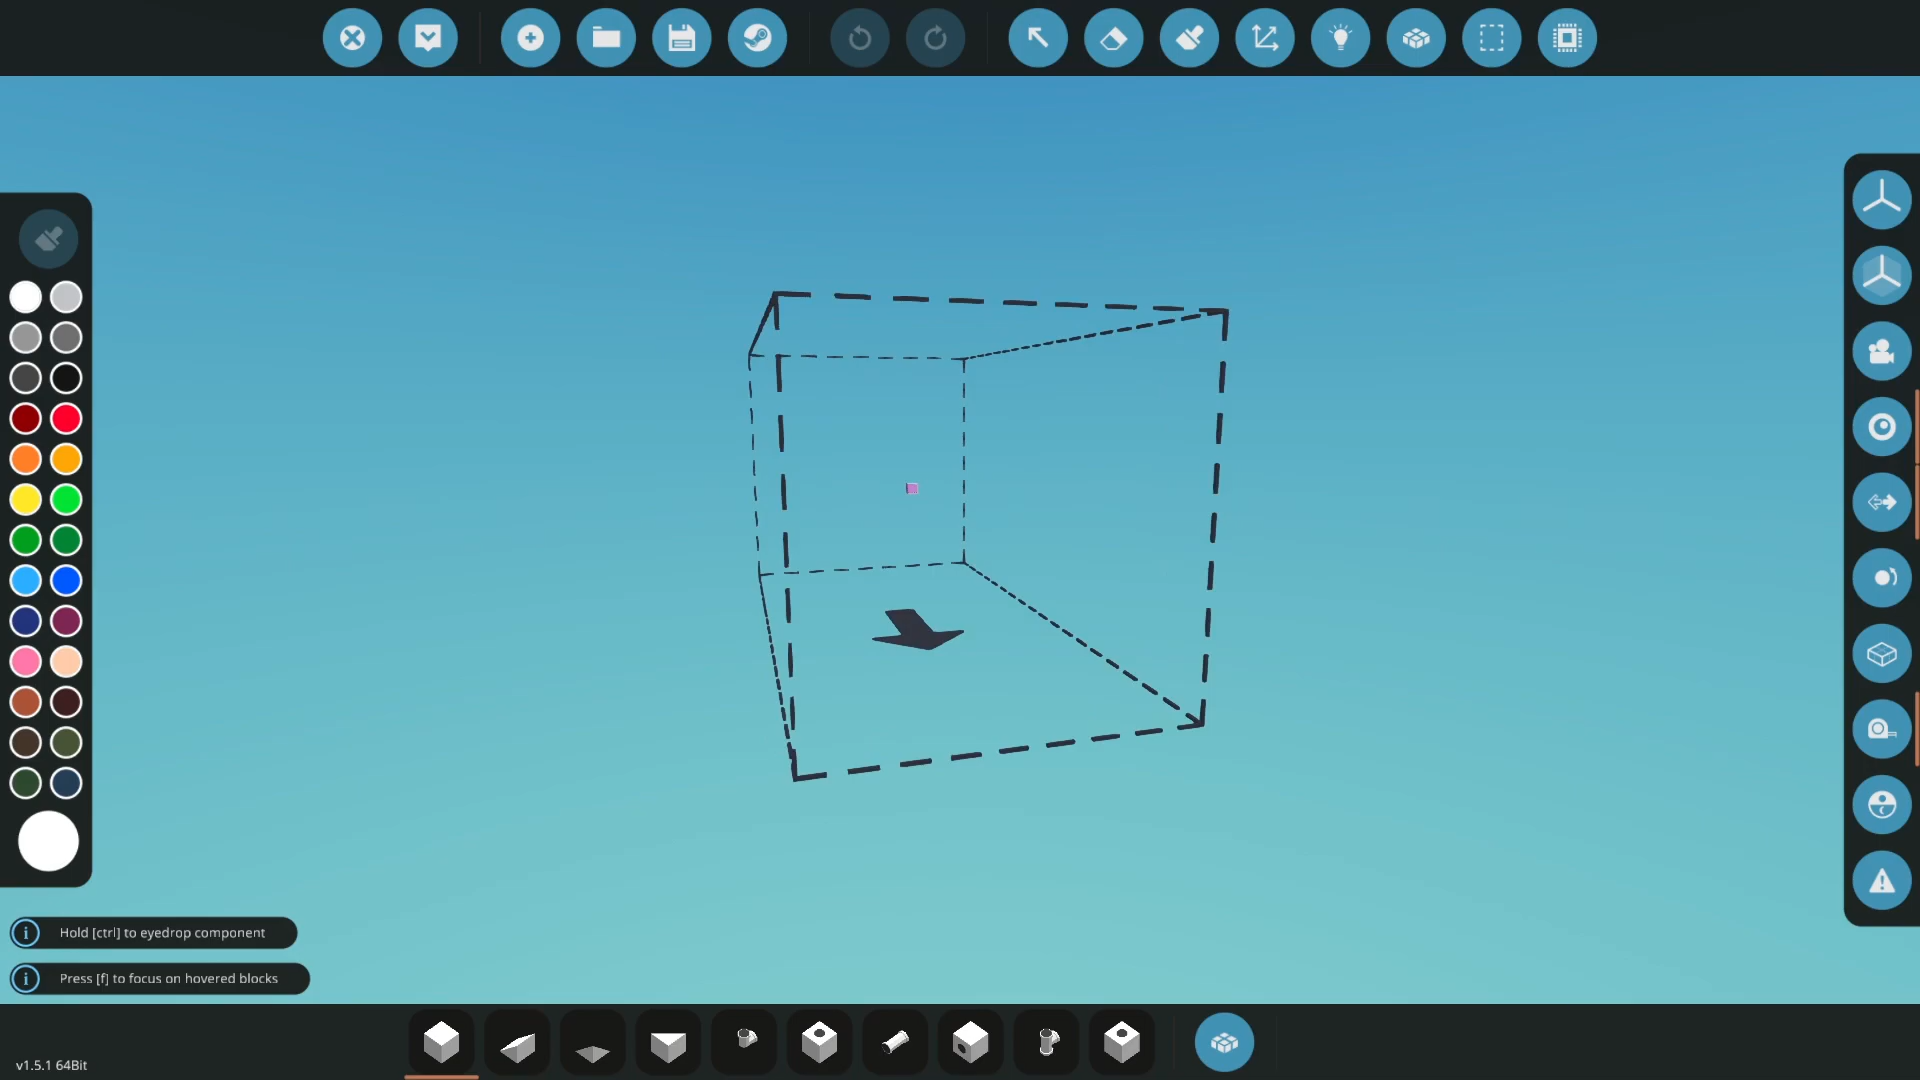 Hold [ctrl] to eyedrop component
Press [f] to focus on hovered blocks
v1.5.1 64Bit